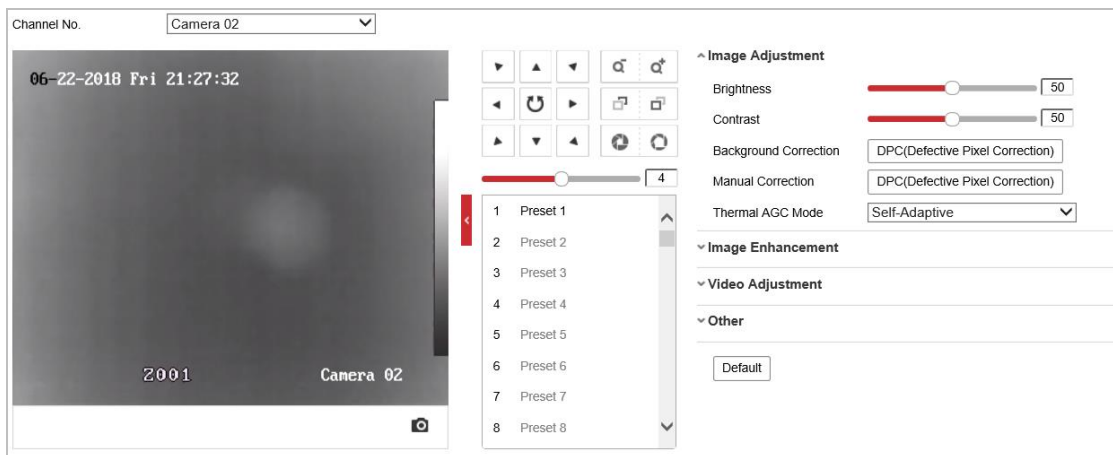 Channel No. Camera 02
06-22-2018 Fri 21:27:32
Z001 Camera 02
4
1 Preset 1
2 Preset 2
3 Preset 3
4 Preset 4
5 Preset 5
6 Preset 6
7 Preset 7
8 Preset 8
Image Adjustment
Brightness 50
Contrast 50
Background Correction DPC(Defective Pixel Correction)
Manual Correction DPC(Defective Pixel Correction)
Thermal AGC Mode Self-Adaptive
Image Enhancement
Video Adjustment
Other
Default